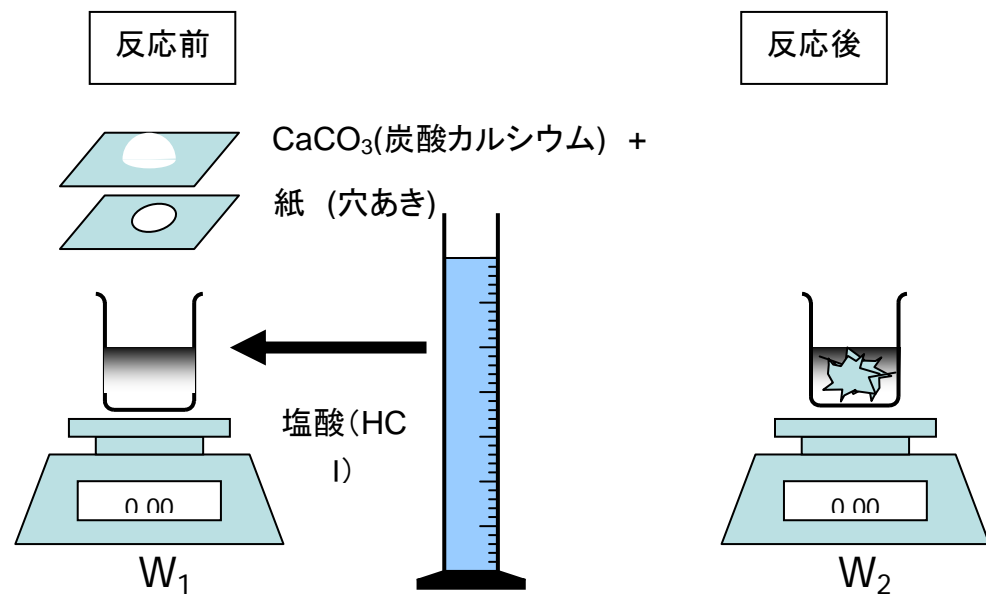 反応前
反応後
CaCO₃(炭酸カルシウム) +
紙 (穴あき)
塩酸(HC
l)
0.00
0.00
W₁
W₂